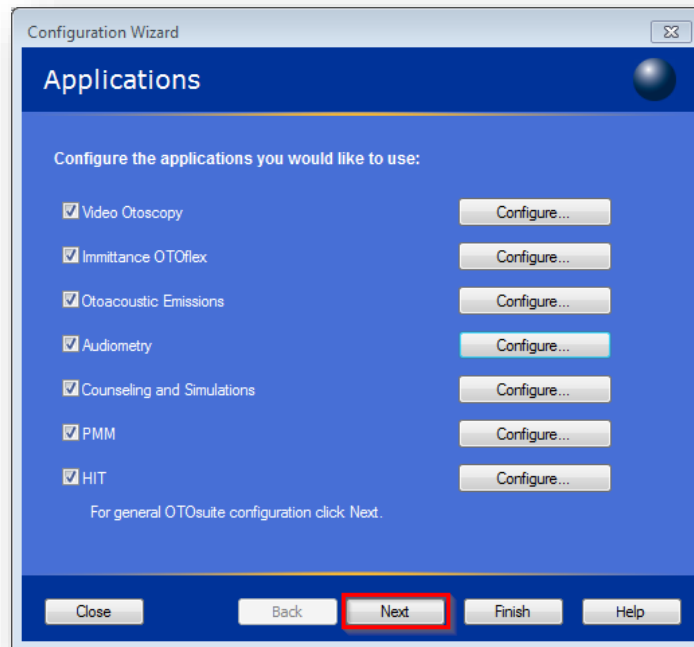 Configuration Wizard
Applications
Configure the applications you would like to use:
Video Otoscopy Configure...
Immittance OTOflex Configure...
Otoacoustic Emissions Configure...
Audiometry Configure...
Counseling and Simulations Configure...
PMM Configure...
HIT Configure...
For general OTOsuite configuration click Next.
Close Back Next Finish Help